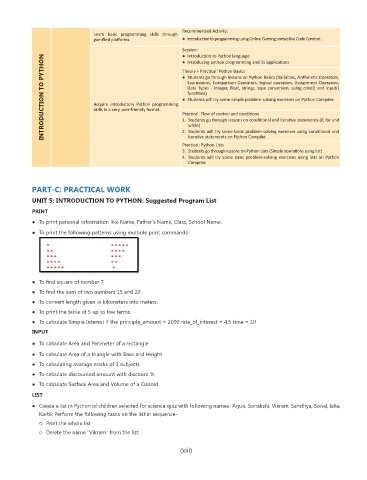 INTRODUCTION TO PYTHON
Learn basic programming skills through
gamified platforms.
Recommended Activity:
● Introduction to programming using Online Gaming portals like Code Combat.
Acquire introductory Python programming
skills in a very user-friendly format.
Session:
● Introduction to Python language
● Introducing python programming and its applications
Theory + Practical: Python Basics
● Students go through lessons on Python Basics (Variables, Arithmetic Operators,
Expressions, Comparison Operators, logical operators, Assignment Operators,
Data Types - integer, float, strings, type conversion, using print() and input()
functions)
● Students will try some simple problem-solving exercises on Python Compiler.
Practical: Flow of control and conditions
1. Students go through lessons on conditional and iterative statements (if, for and
while)
2. Students will try some basic problem-solving exercises using conditional and
iterative statements on Python Compiler.
Practical: Python Lists
3. Students go through lessons on Python Lists (Simple operations using list)
4. Students will try some basic problem-solving exercises using lists on Python
Compiler.
PART-C: PRACTICAL WORK
UNIT 5: INTRODUCTION TO PYTHON: Suggested Program List
PRINT
● To print personal information like Name, Father's Name, Class, School Name.
● To print the following patterns using multiple print commands-
* *****
** ****
*** ***
**** **
***** *
● To find square of number 7
● To find the sum of two numbers 15 and 20.
● To convert length given in kilometers into meters.
● To print the table of 5 up to five terms.
● To calculate Simple Interest if the principle_amount = 2000 rate_of_interest = 4.5 time = 10
INPUT
● To calculate Area and Perimeter of a rectangle
● To calculate Area of a triangle with Base and Height
● To calculating average marks of 3 subjects
● To calculate discounted amount with discount %
● To calculate Surface Area and Volume of a Cuboid
LIST
● Create a list in Python of children selected for science quiz with following names- Arjun, Sonakshi, Vikram, Sandhya, Sonal, Isha,
Kartik Perform the following tasks on the list in sequence-
○ Print the whole list
○ Delete the name "Vikram" from the list
(xiii)